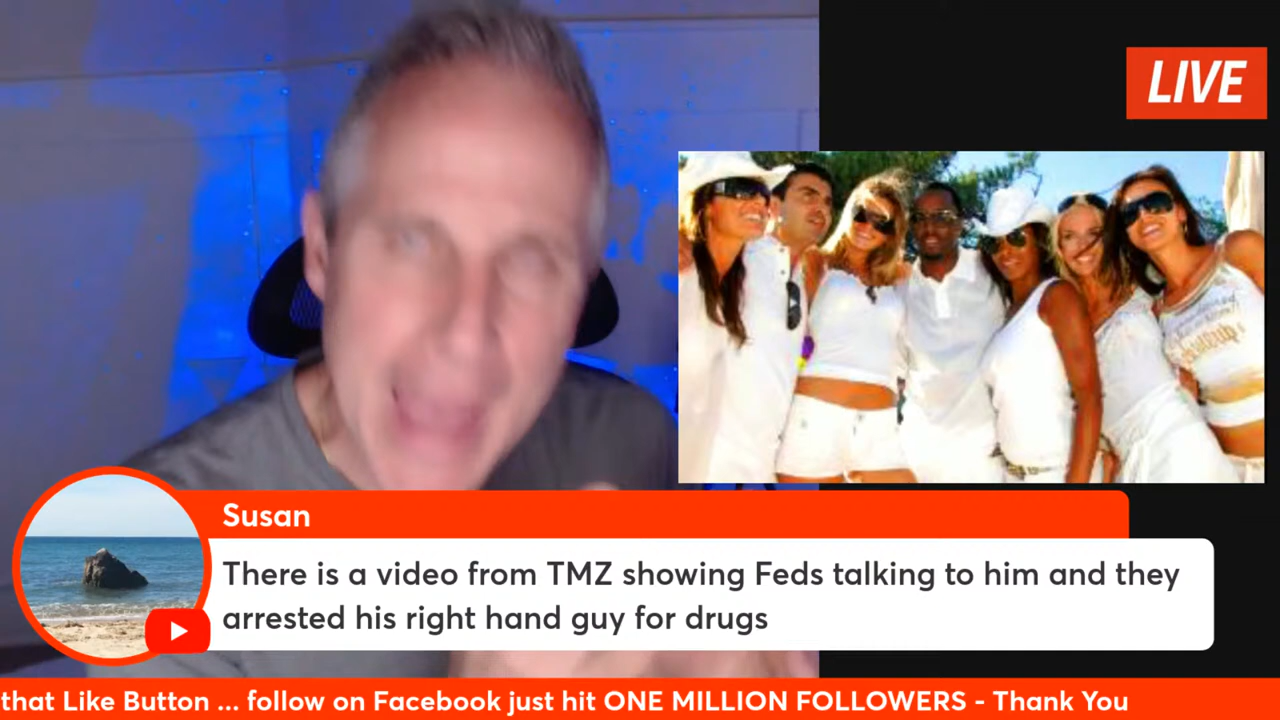 LIVE
Susan
There is a video from TMZ showing Feds talking to him and they
arrested his right hand guy for drugs
that Like Button ... follow on Facebook just hit ONE MILLION FOLLOWERS - Thank You